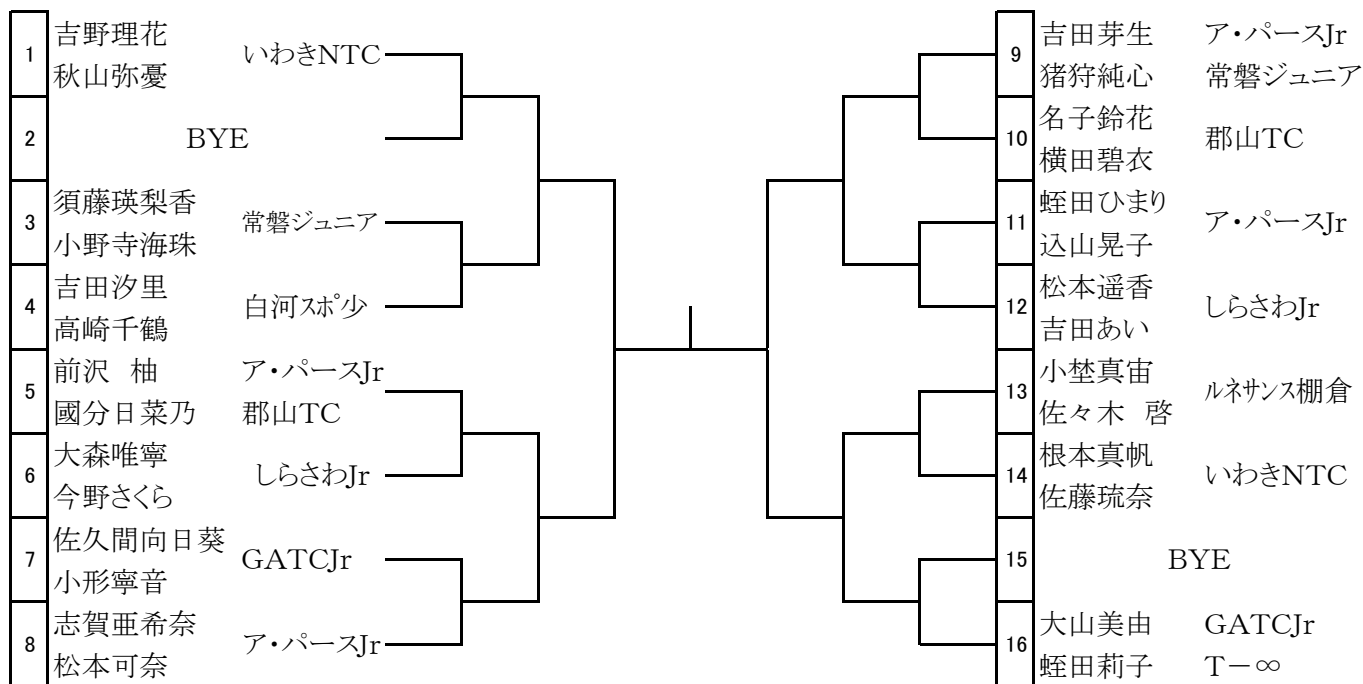 1 吉野理花 いわきNTC
秋山弥憂
2 BYE
3 須藤瑛梨香 常磐ジュニア
小野寺海珠
4 吉田汐里 白河スポ少
高崎千鶴
5 前沢 柚 ア・パースJr
國分日菜乃 郡山TC
6 大森唯寧 しらさわJr
今野さくら
7 佐久間向日葵 GATCJr
小形寧音
8 志賀亜希奈 ア・パースJr
松本可奈
9 吉田芽生 ア・パースJr
猪狩純心 常磐ジュニア
10 名子鈴花 郡山TC
横田碧衣
11 蛭田ひまり ア・パースJr
込山晃子
12 松本遥香 しらさわJr
吉田あい
13 小埜真宙 ルネサンス棚倉
佐々木 啓
14 根本真帆 いわきNTC
佐藤琉奈
15 BYE
16 大山美由 GATCJr
蛭田莉子 T－∞